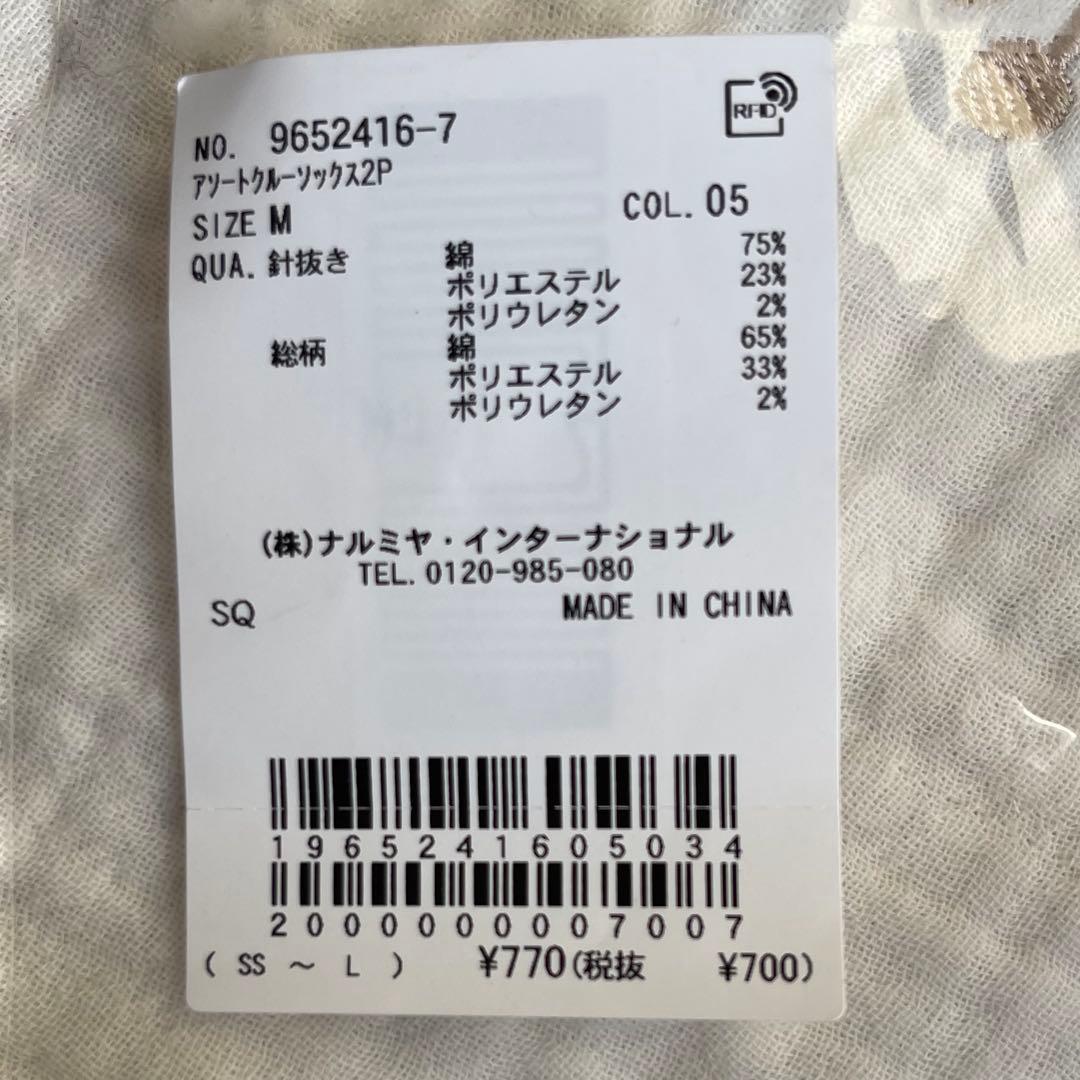 RFID
NO. 9652416-7
ｱｿｰﾄｸﾙｰｿｯｸｽ2P
SIZE M COL. 05
QUA. 針抜き 綿 75%
ポリエステル 23%
ポリウレタン 2%
総柄 綿 65%
ポリエステル 33%
ポリウレタン 2%
(株)ナルミヤ・インターナショナル
TEL. 0120-985-080
SQ MADE IN CHINA
1965241605034
2000000007007
( SS ～ L ) ¥770(税抜 ¥700)